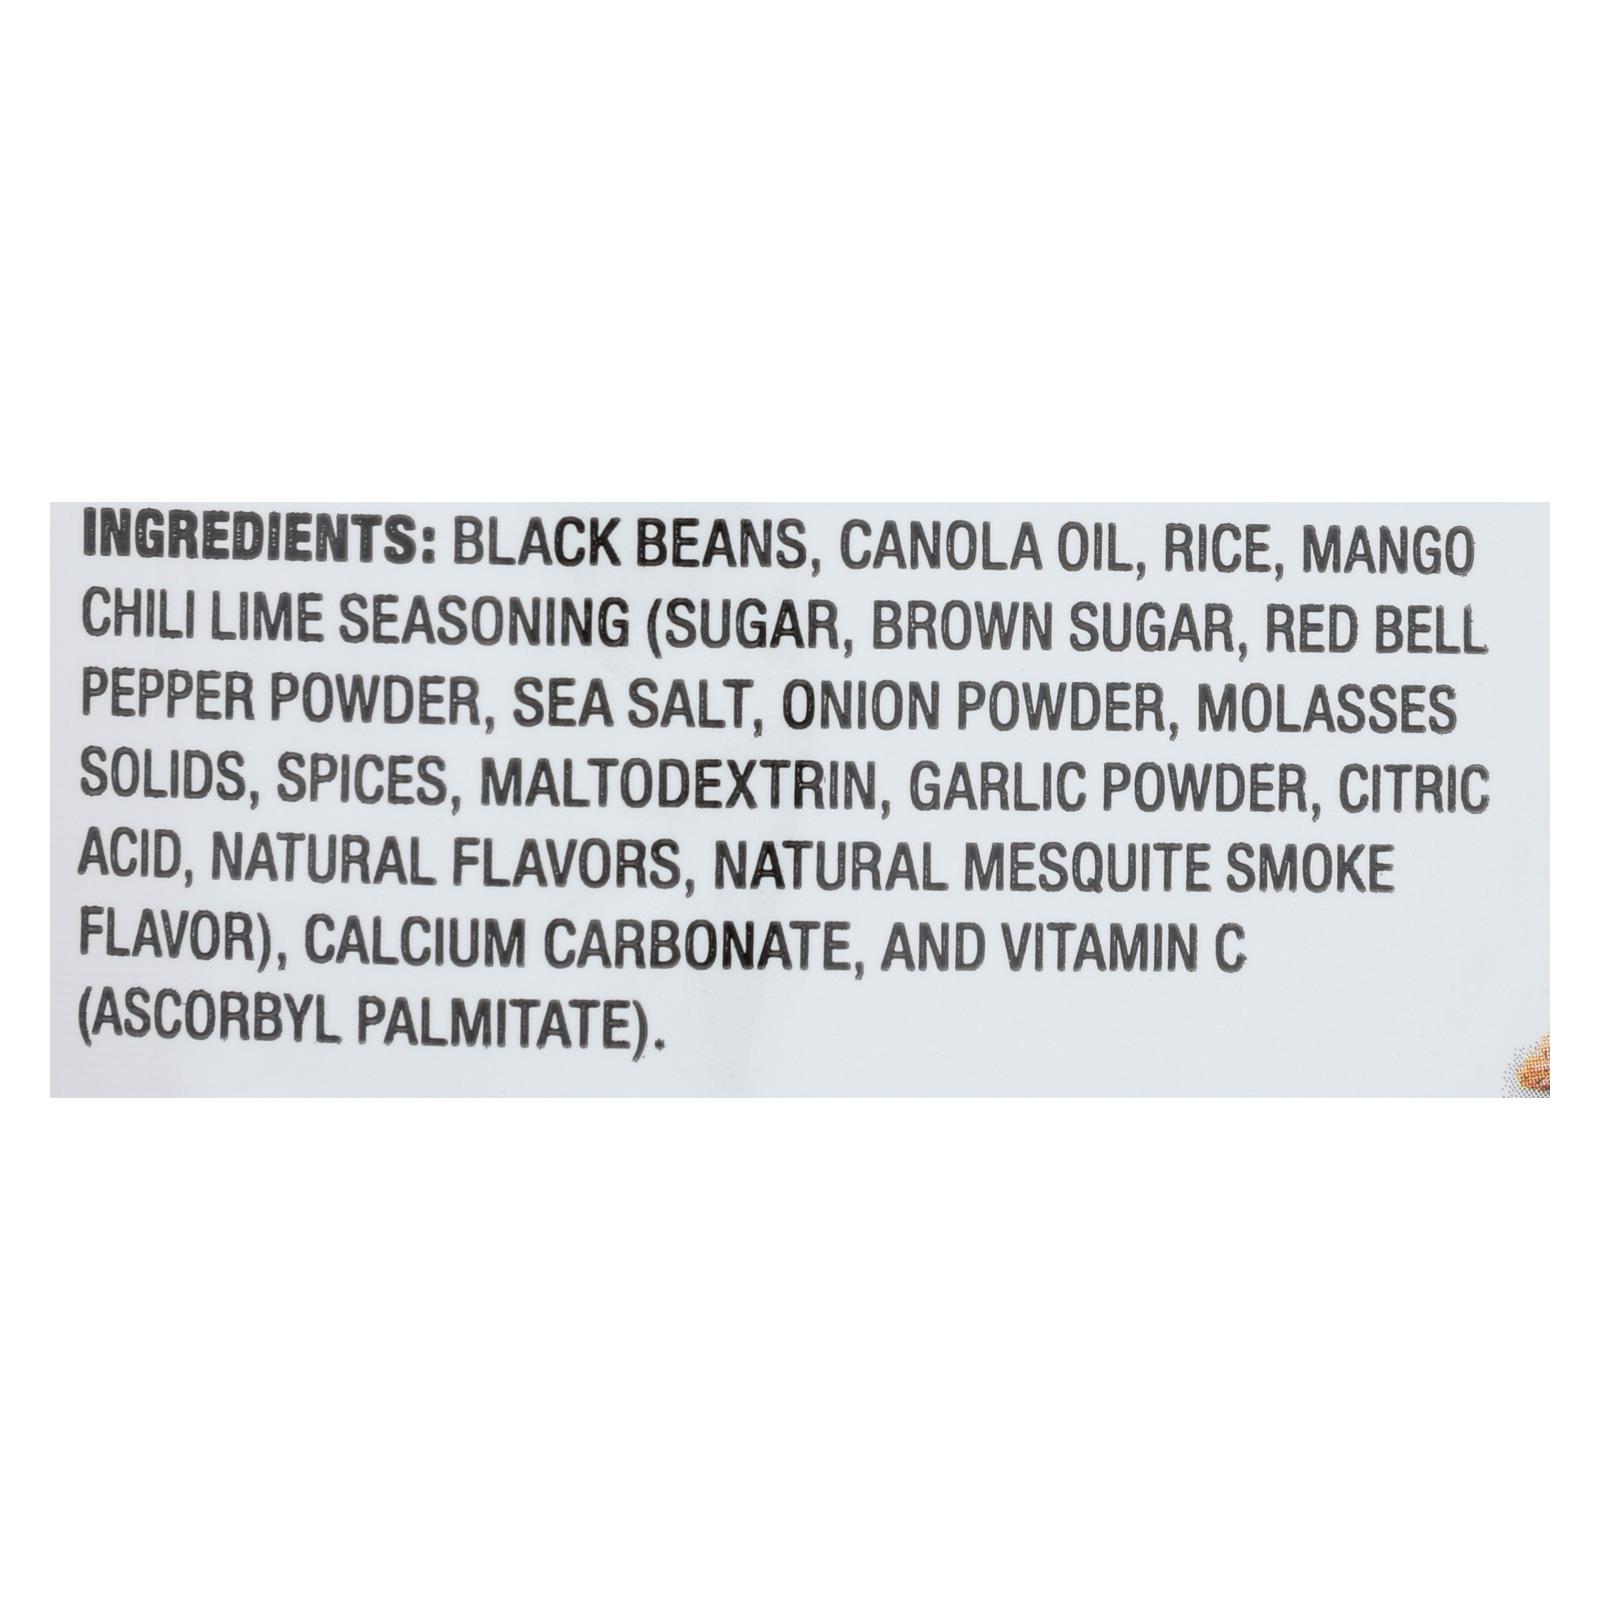 INGREDIENTS: BLACK BEANS, CANOLA OIL, RICE, MANGO
CHILI LIME SEASONING (SUGAR, BROWN SUGAR, RED BELL
PEPPER POWDER, SEA SALT, ONION POWDER, MOLASSES
SOLIDS, SPICES, MALTODEXTRIN, GARLIC POWDER, CITRIC
ACID, NATURAL FLAVORS, NATURAL MESQUITE SMOKE
FLAVOR), CALCIUM CARBONATE, AND VITAMIN C
(ASCORBYL PALMITATE).